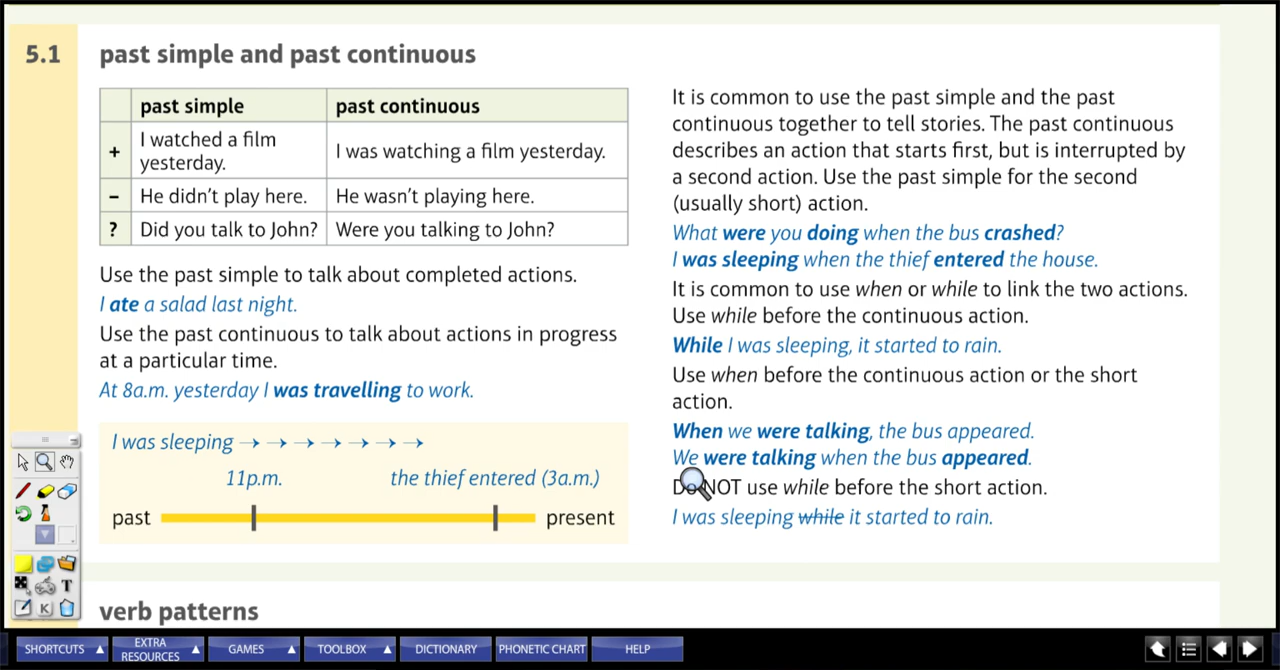 5.1 past simple and past continuous
past simple past continuous
+ I watched a film yesterday. I was watching a film yesterday.
– He didn't play here. He wasn't playing here.
? Did you talk to John? Were you talking to John?
Use the past simple to talk about completed actions.
I ate a salad last night.
Use the past continuous to talk about actions in progress
at a particular time.
At 8a.m. yesterday I was travelling to work.
I was sleeping → → → → → → →
11p.m. the thief entered (3a.m.)
past present
It is common to use the past simple and the past
continuous together to tell stories. The past continuous
describes an action that starts first, but is interrupted by
a second action. Use the past simple for the second
(usually short) action.
What were you doing when the bus crashed?
I was sleeping when the thief entered the house.
It is common to use when or while to link the two actions.
Use while before the continuous action.
While I was sleeping, it started to rain.
Use when before the continuous action or the short
action.
When we were talking, the bus appeared.
We were talking when the bus appeared.
Do NOT use while before the short action.
I was sleeping while it started to rain.
verb patterns
T
K
SHORTCUTS EXTRA RESOURCES GAMES TOOLBOX DICTIONARY PHONETIC CHART HELP